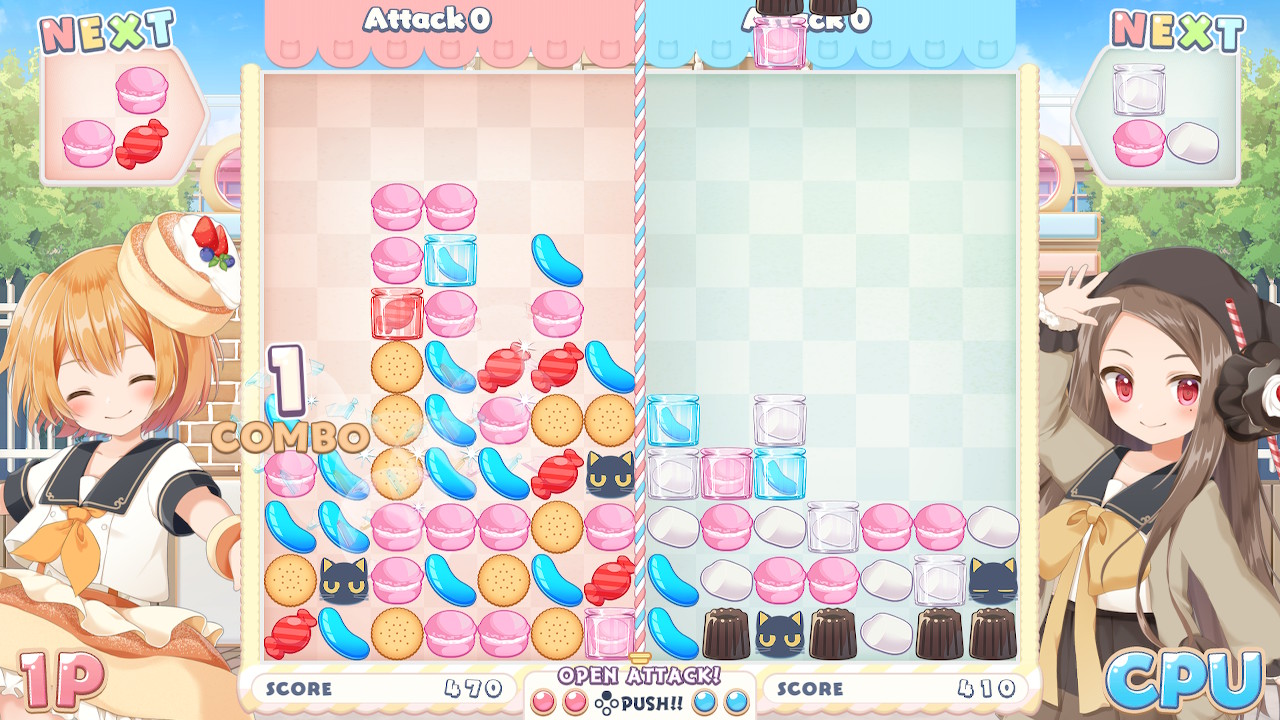 NEXT
Attack 0
Attack 0
NEXT
1
COMBO
1P
SCORE 470
OPEN ATTACK!
PUSH!!
SCORE 410
CPU